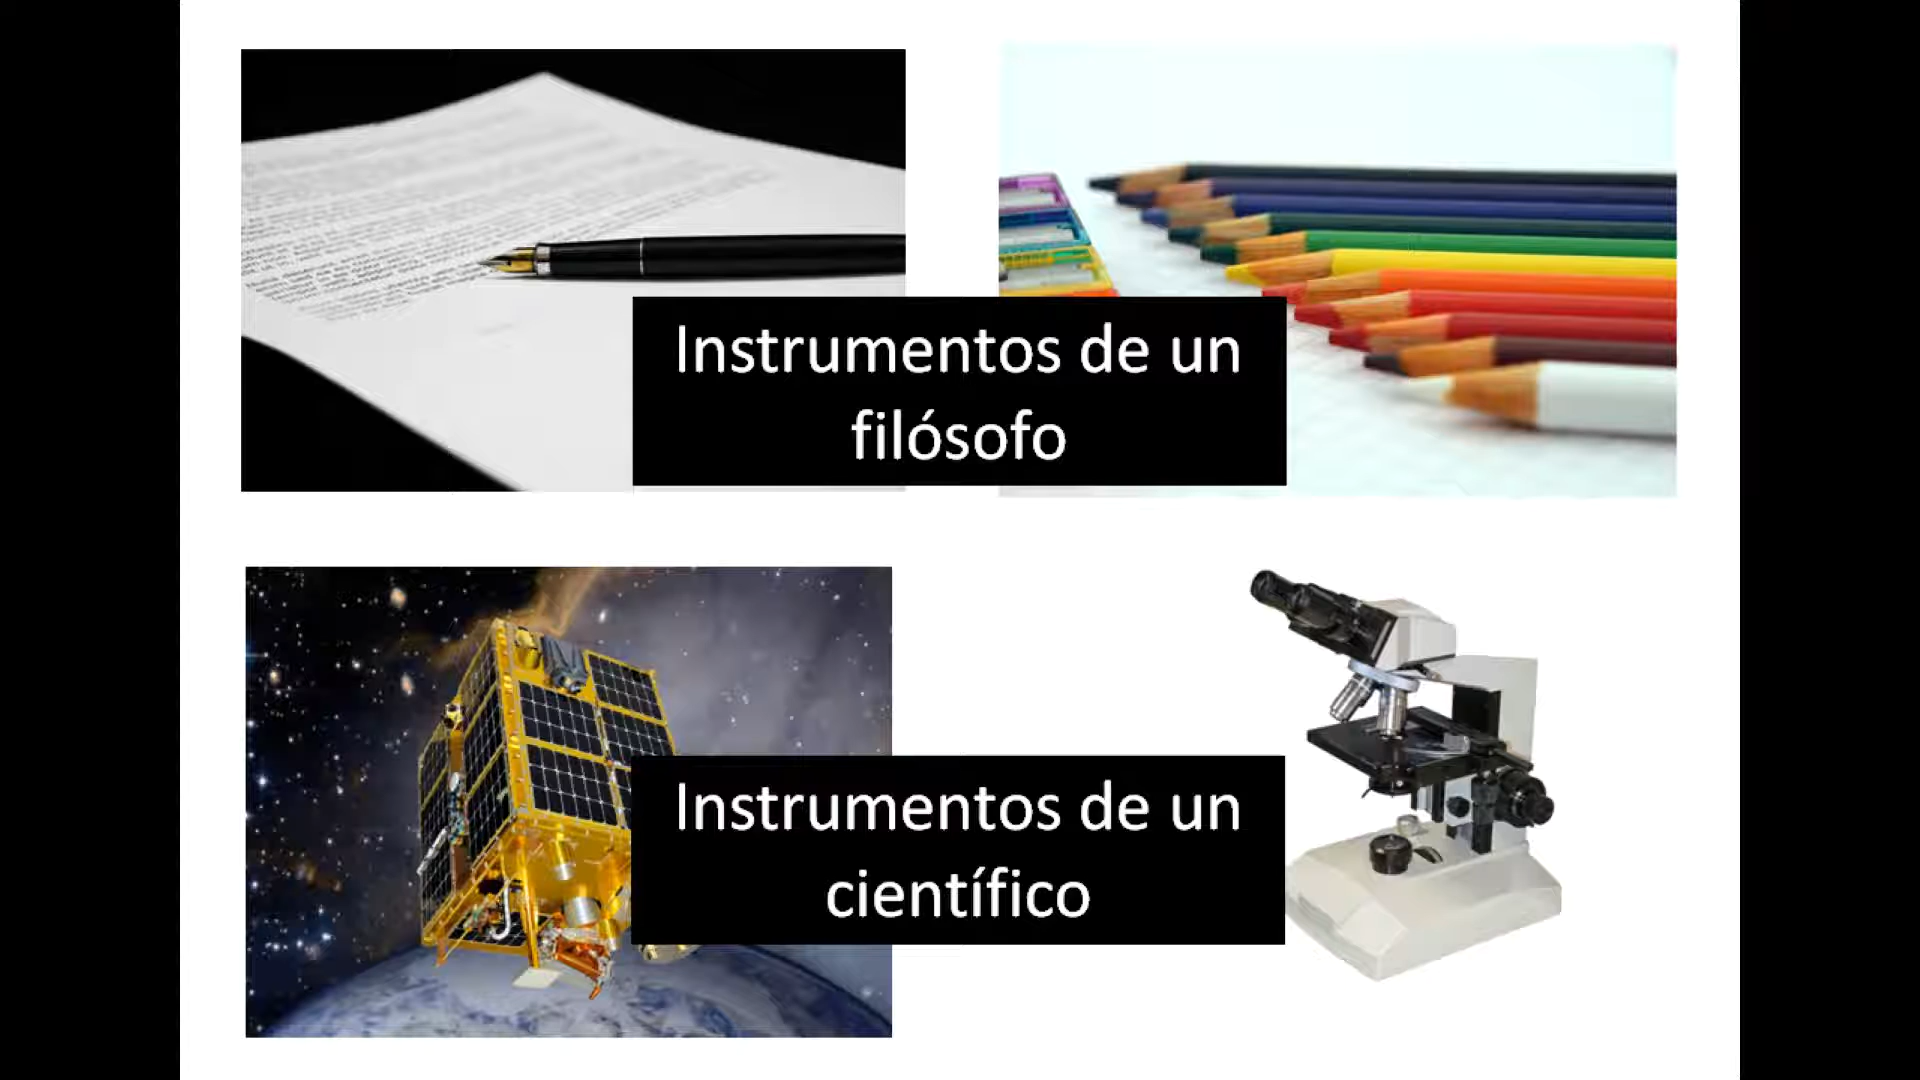 Instrumentos de un
filósofo
Instrumentos de un
científico